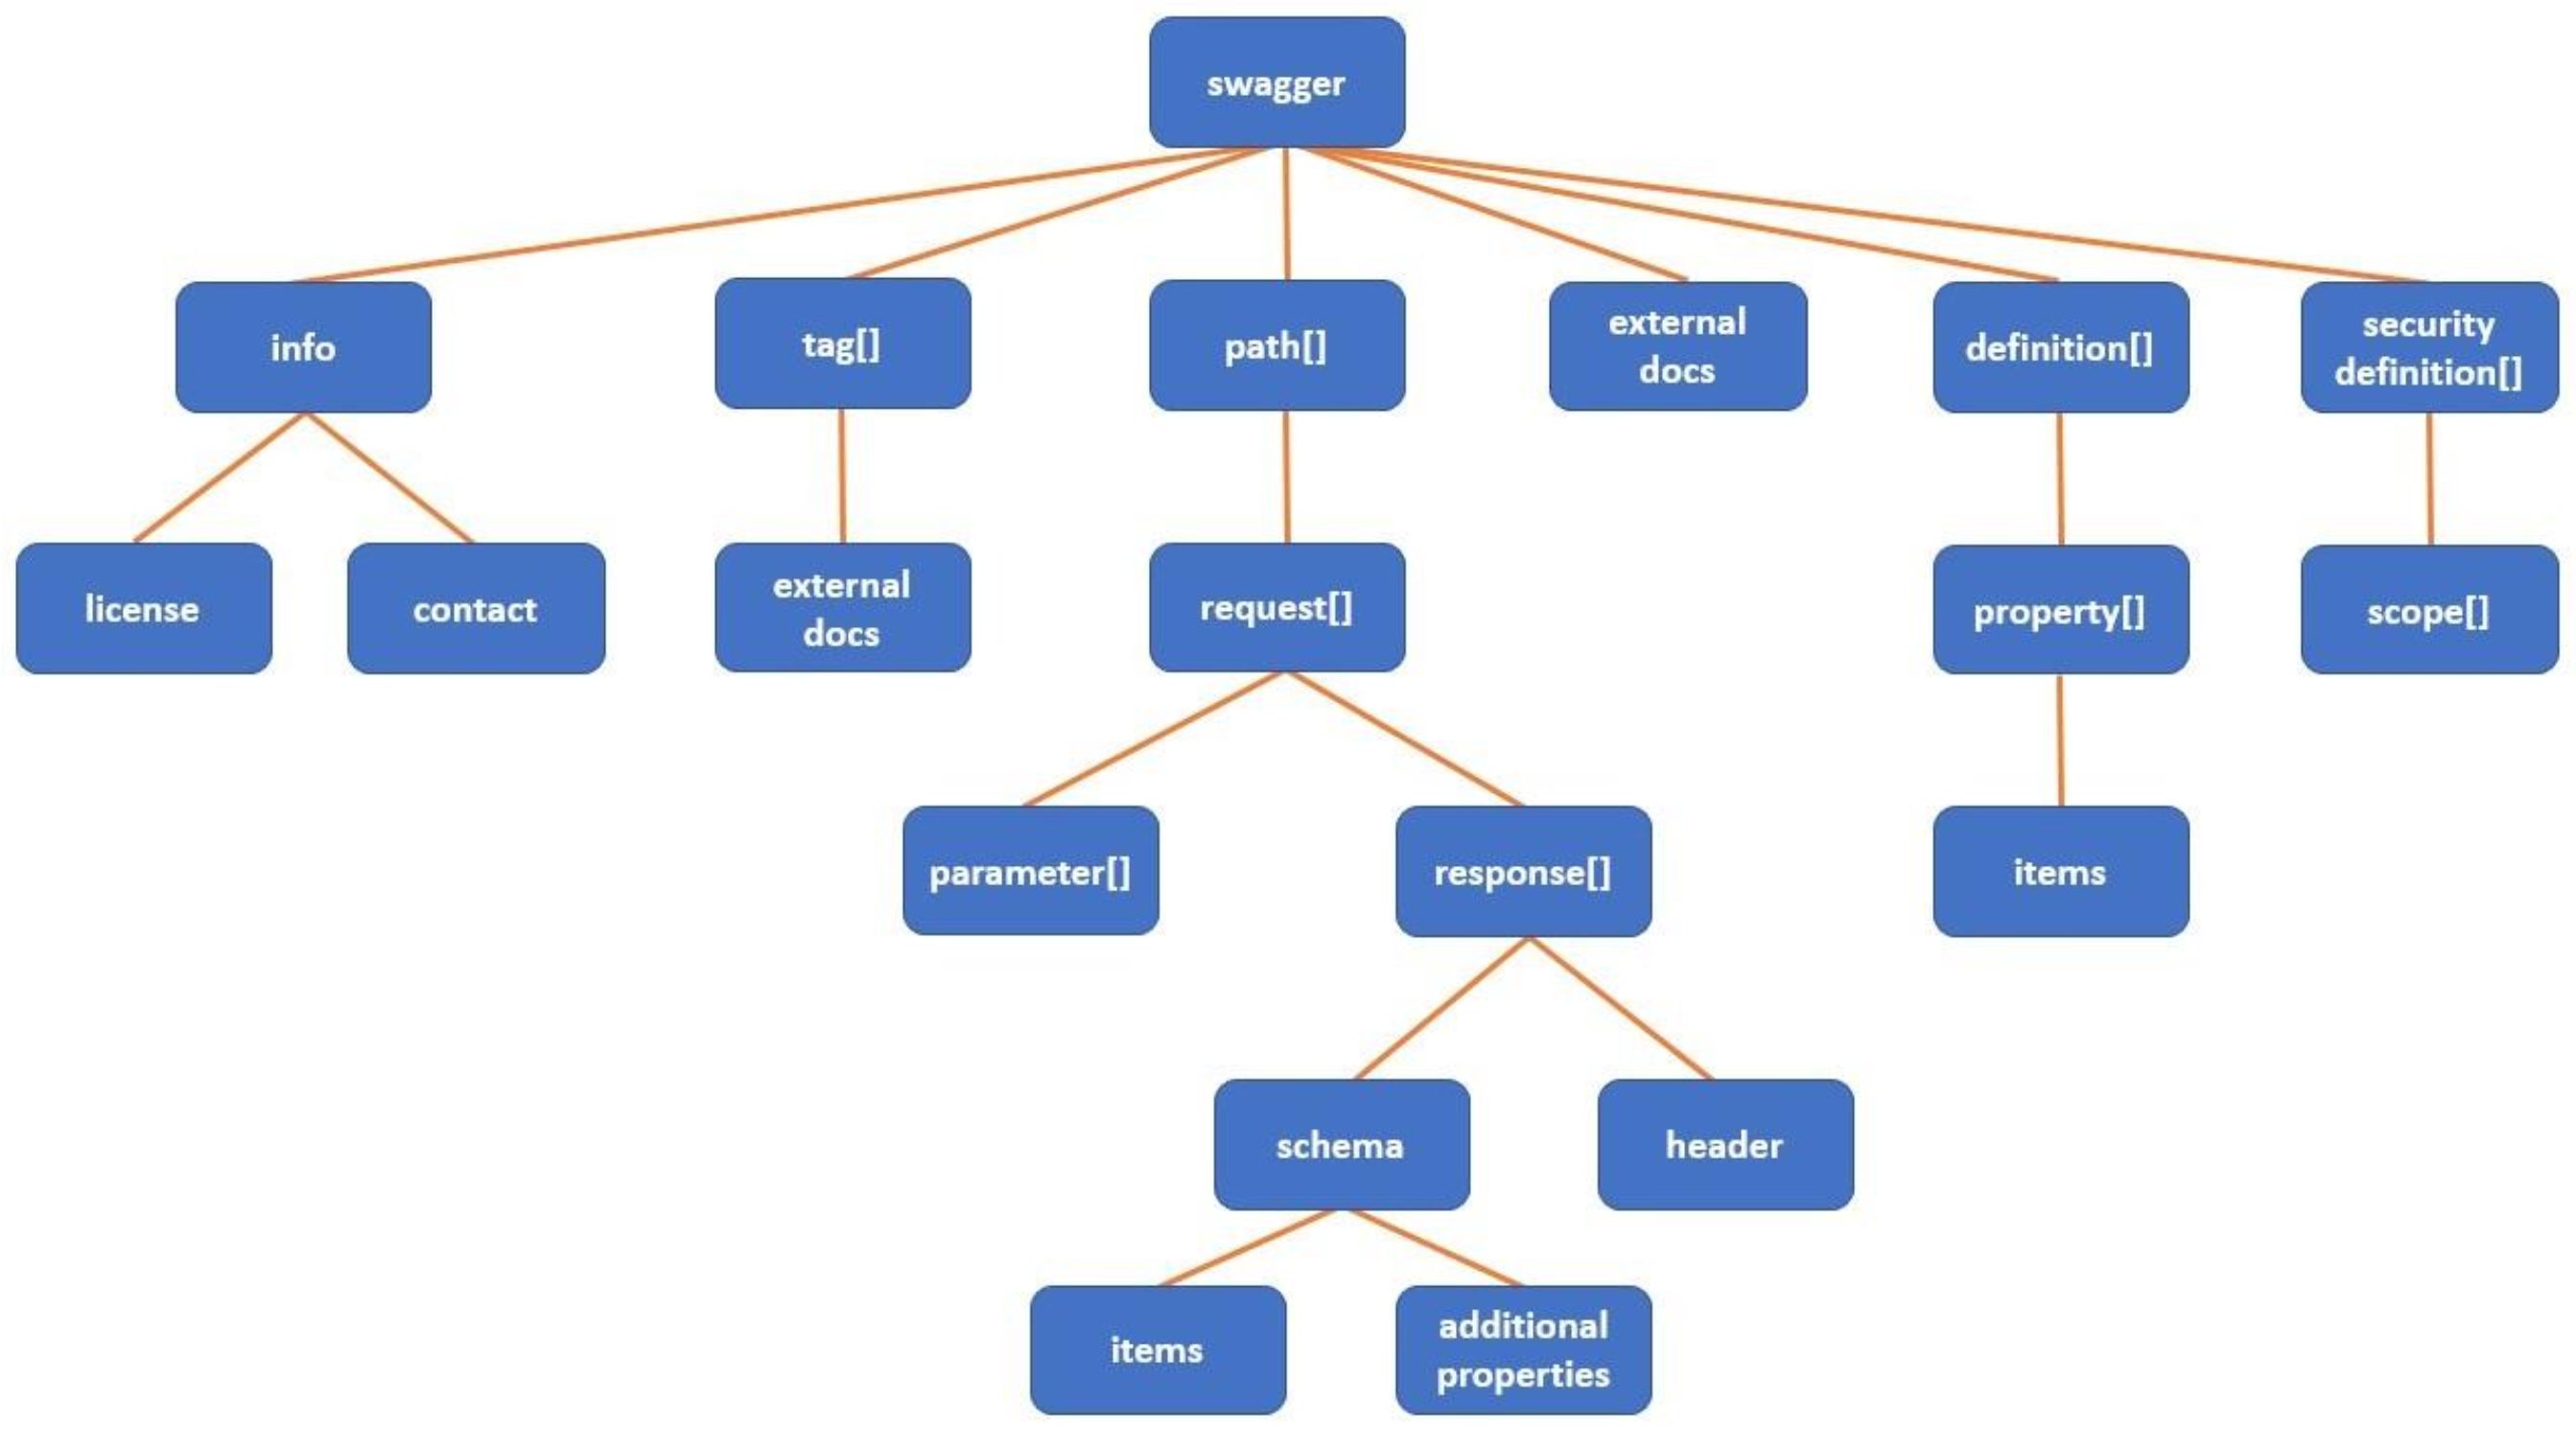 swagger
info
tag[]
path[]
external
docs
definition[]
security
definition[]
license
contact
external
docs
request[]
property[]
scope[]
parameter[]
response[]
items
schema
header
items
additional
properties